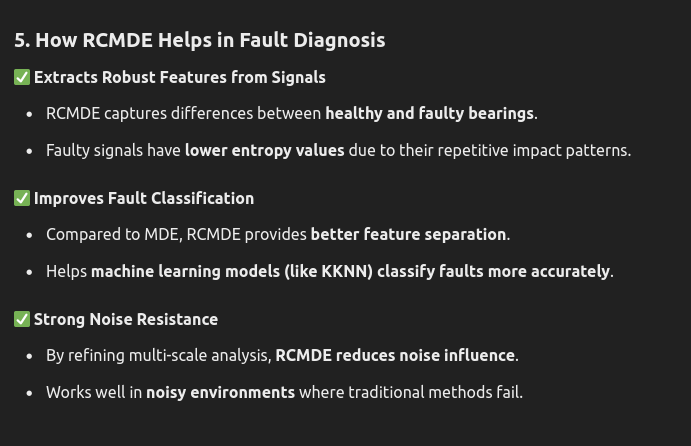 5. How RCMDE Helps in Fault Diagnosis
✅ Extracts Robust Features from Signals
• RCMDE captures differences between healthy and faulty bearings.
• Faulty signals have lower entropy values due to their repetitive impact patterns.
✅ Improves Fault Classification
• Compared to MDE, RCMDE provides better feature separation.
• Helps machine learning models (like KKNN) classify faults more accurately.
✅ Strong Noise Resistance
• By refining multi-scale analysis, RCMDE reduces noise influence.
• Works well in noisy environments where traditional methods fail.